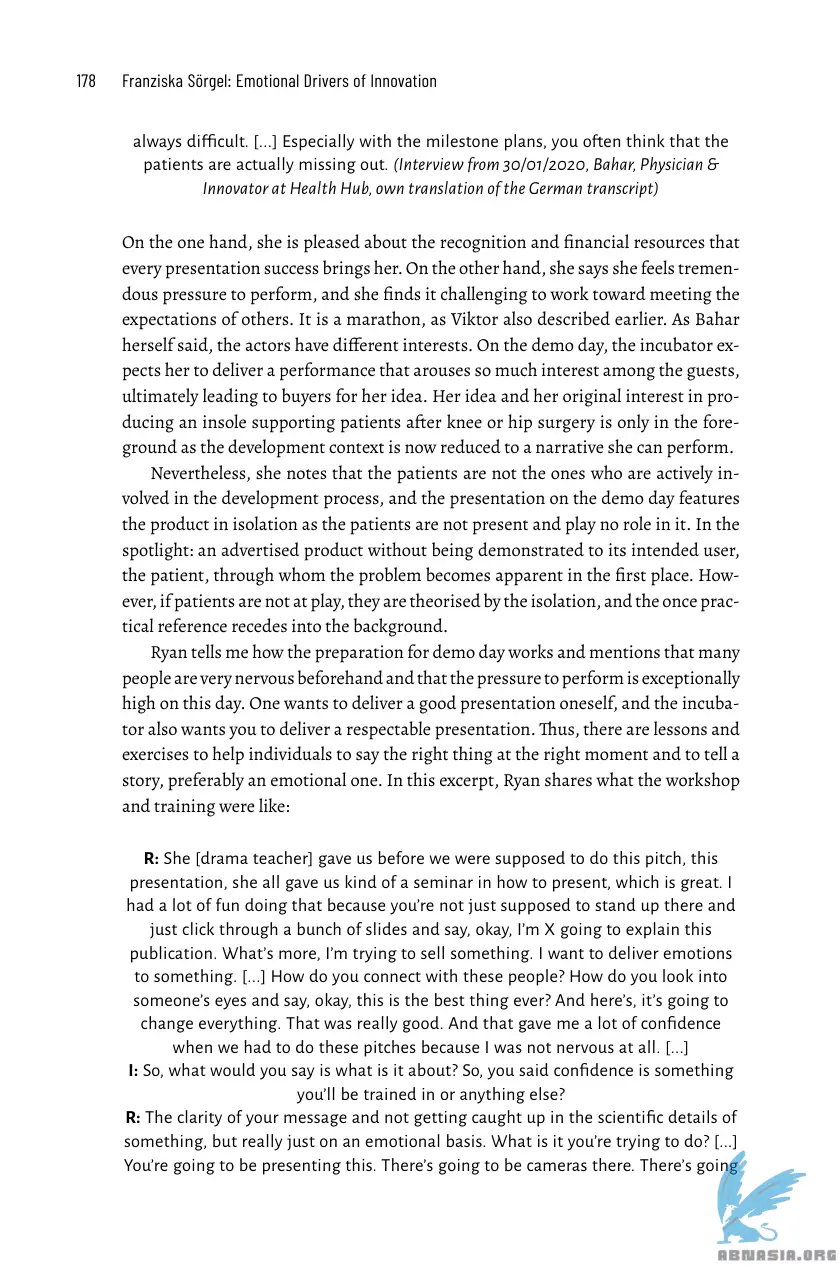 178 Franziska Sörgel: Emotional Drivers of Innovation
always difficult. [...] Especially with the milestone plans, you often think that the
patients are actually missing out. (Interview from 30/01/2020, Bahar, Physician &
Innovator at Health Hub, own translation of the German transcript)
On the one hand, she is pleased about the recognition and financial resources that
every presentation success brings her. On the other hand, she says she feels tremen-
dous pressure to perform, and she finds it challenging to work toward meeting the
expectations of others. It is a marathon, as Viktor also described earlier. As Bahar
herself said, the actors have different interests. On the demo day, the incubator ex-
pects her to deliver a performance that arouses so much interest among the guests,
ultimately leading to buyers for her idea. Her idea and her original interest in pro-
ducing an insole supporting patients after knee or hip surgery is only in the fore-
ground as the development context is now reduced to a narrative she can perform.
Nevertheless, she notes that the patients are not the ones who are actively in-
volved in the development process, and the presentation on the demo day features
the product in isolation as the patients are not present and play no role in it. In the
spotlight: an advertised product without being demonstrated to its intended user,
the patient, through whom the problem becomes apparent in the first place. How-
ever, if patients are not at play, they are theorised by the isolation, and the once prac-
tical reference recedes into the background.
Ryan tells me how the preparation for demo day works and mentions that many
people are very nervous beforehand and that the pressure to perform is exceptionally
high on this day. One wants to deliver a good presentation oneself, and the incuba-
tor also wants you to deliver a respectable presentation. Thus, there are lessons and
exercises to help individuals to say the right thing at the right moment and to tell a
story, preferably an emotional one. In this excerpt, Ryan shares what the workshop
and training were like:
R: She [drama teacher] gave us before we were supposed to do this pitch, this
presentation, she all gave us kind of a seminar in how to present, which is great. I
had a lot of fun doing that because you're not just supposed to stand up there and
just click through a bunch of slides and say, okay, I'm X going to explain this
publication. What's more, I'm trying to sell something. I want to deliver emotions
to something. [...] How do you connect with these people? How do you look into
someone's eyes and say, okay, this is the best thing ever? And here's, it's going to
change everything. That was really good. And that gave me a lot of confidence
when we had to do these pitches because I was not nervous at all. [...]
I: So, what would you say is what is it about? So, you said confidence is something
you'll be trained in or anything else?
R: The clarity of your message and not getting caught up in the scientific details of
something, but really just on an emotional basis. What is it you're trying to do? [...]
You're going to be presenting this. There's going to be cameras there. There's going
ABNASIA.ORG